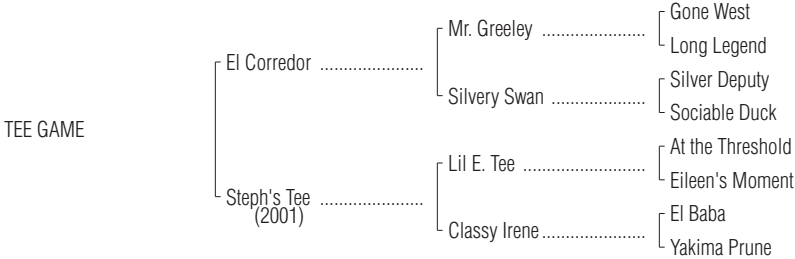 Gone West
Mr. Greeley ......................
Long Legend
El Corredor ......................
Silver Deputy
Silvery Swan ....................
Sociable Duck
TEE GAME
At the Threshold
Lil E. Tee ..........................
Eileen's Moment
Steph's Tee ......................
(2001)
El Baba
Classy Irene ......................
Yakima Prune